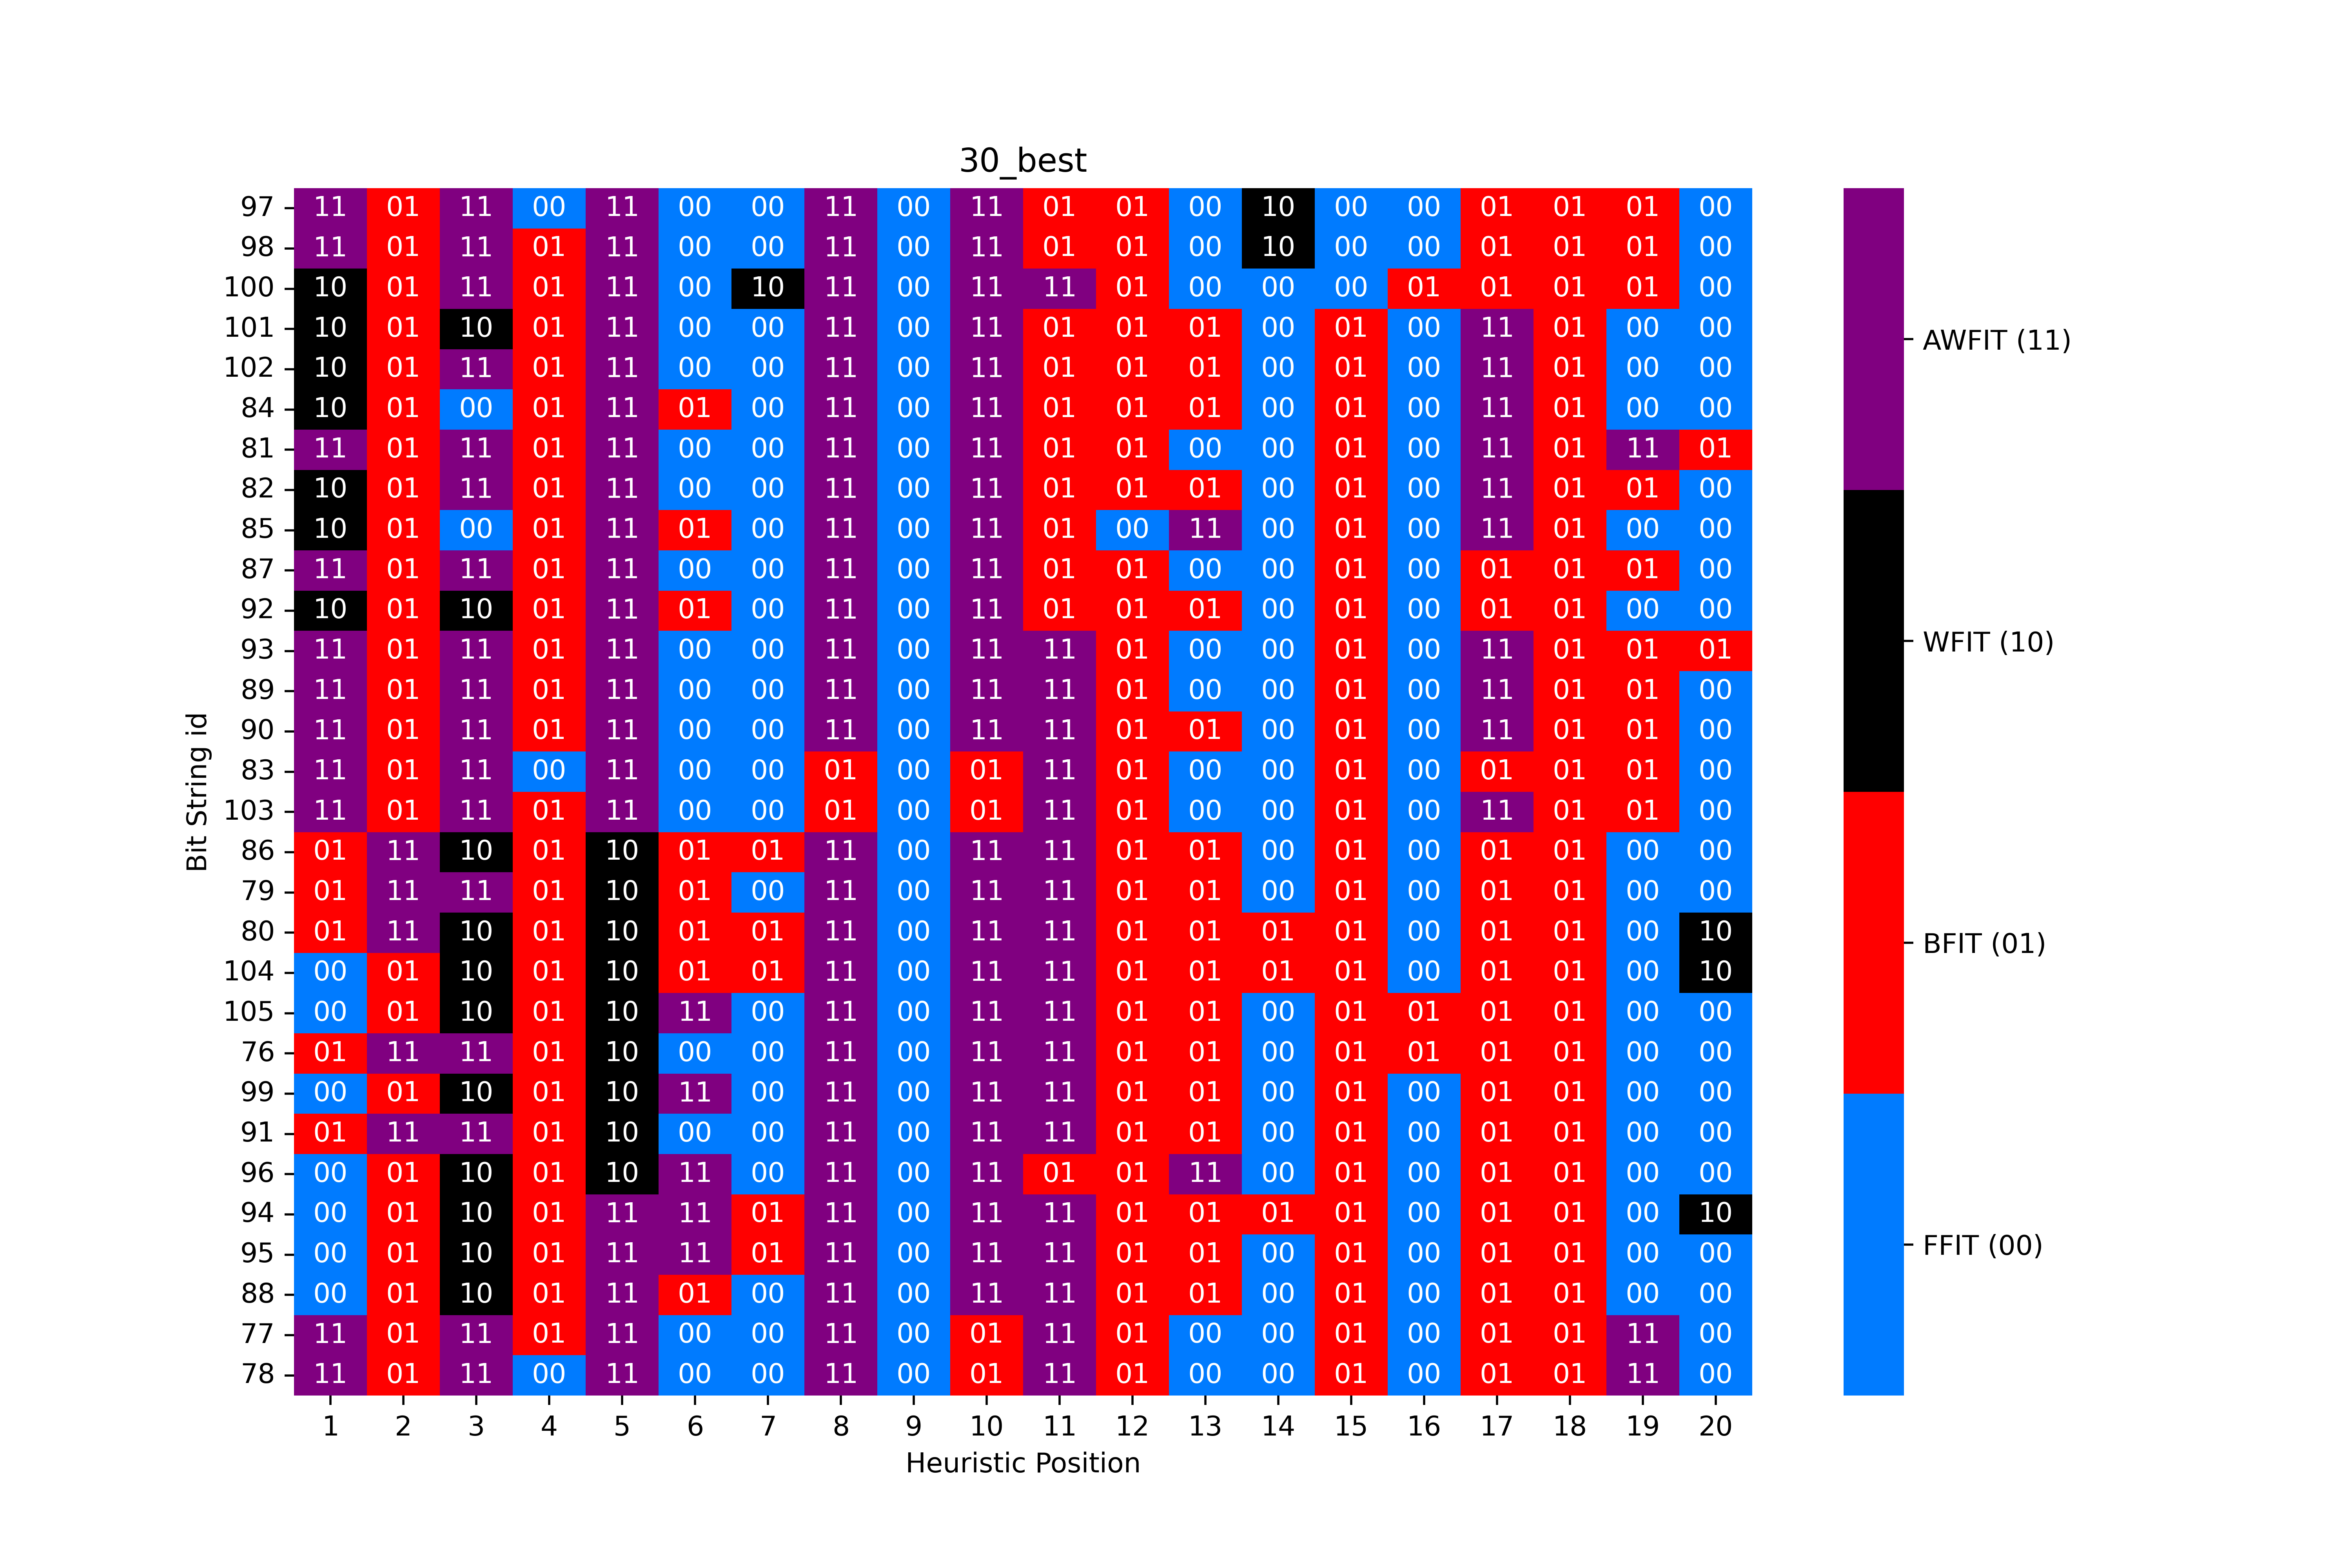 30_best
97 11 01 11 00 11 00 00 11 00 11 01 01 00 10 00 00 01 01 01 00
98 11 01 11 01 11 00 00 11 00 11 01 01 00 10 00 00 01 01 01 00
100 10 01 11 01 11 00 10 11 00 11 11 01 00 00 00 01 01 01 01 00
101 10 01 10 01 11 00 00 11 00 11 01 01 01 00 01 00 11 01 00 00
102 10 01 11 01 11 00 00 11 00 11 01 01 01 00 01 00 11 01 00 00
84 10 01 00 01 11 01 00 11 00 11 01 01 01 00 01 00 11 01 00 00
81 11 01 11 01 11 00 00 11 00 11 01 01 00 00 01 00 11 01 11 01
82 10 01 11 01 11 00 00 11 00 11 01 01 01 00 01 00 11 01 01 00
85 10 01 00 01 11 01 00 11 00 11 01 00 11 00 01 00 11 01 00 00
87 11 01 11 01 11 00 00 11 00 11 01 01 00 00 01 00 01 01 01 00
92 10 01 10 01 11 01 00 11 00 11 01 01 01 00 01 00 01 01 00 00
93 11 01 11 01 11 00 00 11 00 11 11 01 00 00 01 00 11 01 01 01
89 11 01 11 01 11 00 00 11 00 11 11 01 00 00 01 00 11 01 01 00
90 11 01 11 01 11 00 00 11 00 11 11 01 01 00 01 00 11 01 01 00
83 11 01 11 00 11 00 00 01 00 01 11 01 00 00 01 00 01 01 01 00
103 11 01 11 01 11 00 00 01 00 01 11 01 00 00 01 00 11 01 01 00
86 01 11 10 01 10 01 01 11 00 11 11 01 01 00 01 00 01 01 00 00
79 01 11 11 01 10 01 00 11 00 11 11 01 01 00 01 00 01 01 00 00
80 01 11 10 01 10 01 01 11 00 11 11 01 01 01 01 00 01 01 00 10
104 00 01 10 01 10 01 01 11 00 11 11 01 01 01 01 00 01 01 00 10
105 00 01 10 01 10 11 00 11 00 11 11 01 01 00 01 01 01 01 00 00
76 01 11 11 01 10 00 00 11 00 11 11 01 01 00 01 01 01 01 00 00
99 00 01 10 01 10 11 00 11 00 11 11 01 01 00 01 00 01 01 00 00
91 01 11 11 01 10 00 00 11 00 11 11 01 01 00 01 00 01 01 00 00
96 00 01 10 01 10 11 00 11 00 11 01 01 11 00 01 00 01 01 00 00
94 00 01 10 01 11 11 01 11 00 11 11 01 01 01 01 00 01 01 00 10
95 00 01 10 01 11 11 01 11 00 11 11 01 01 00 01 00 01 01 00 00
88 00 01 10 01 11 01 00 11 00 11 11 01 01 00 01 00 01 01 00 00
77 11 01 11 01 11 00 00 11 00 01 11 01 00 00 01 00 01 01 11 00
78 11 01 11 00 11 00 00 11 00 01 11 01 00 00 01 00 01 01 11 00
1 2 3 4 5 6 7 8 9 10 11 12 13 14 15 16 17 18 19 20
Heuristic Position
Bit String id
AWFIT (11)
WFIT (10)
BFIT (01)
FFIT (00)